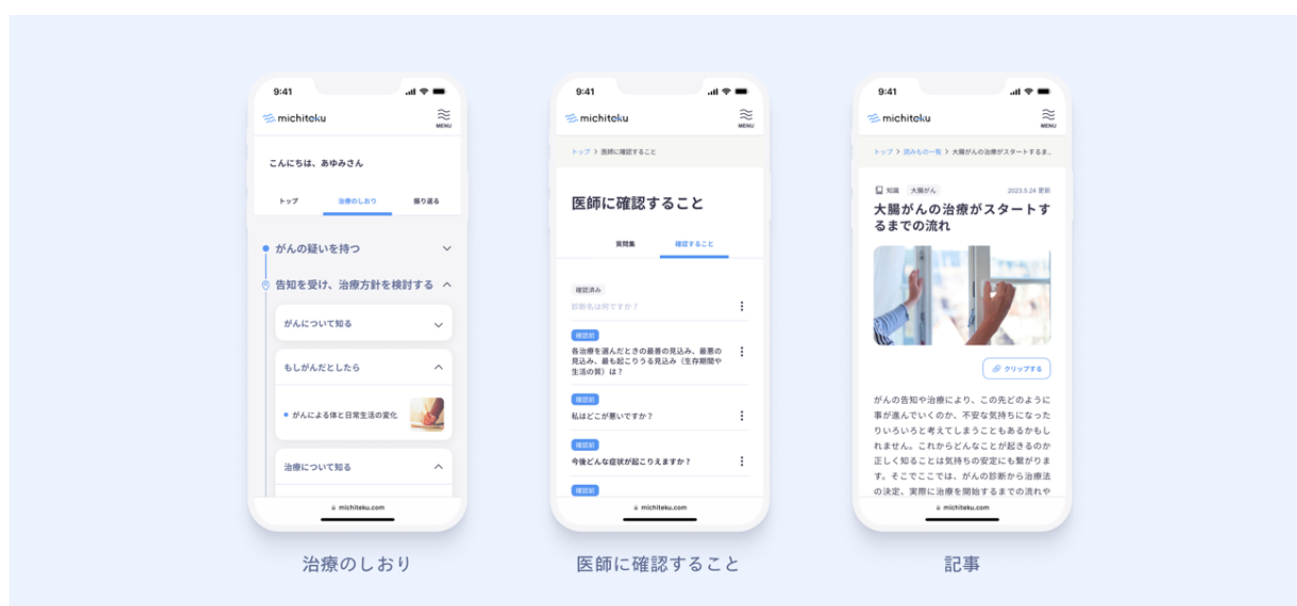 9:41
michiteku
MENU
こんにちは、あゆみさん
トップ 治療のしおり 振り返る
がんの疑いを持つ
告知を受け、治療方針を検討する
がんについて知る
もしがんだとしたら
がんによる体と日常生活の変化
治療について知る
michiteku.com
治療のしおり
9:41
michiteku
MENU
トップ > 医師に確認すること
医師に確認すること
質問集 確認すること
確認済み
診断名は何ですか？
確認前
各治療を選んだときの最善の見込み、最悪の
見込み、最も起こりうる見込み（生存期間や
生活の質）は？
確認前
私はどこが悪いですか？
確認前
今後どんな症状が起こりえますか？
確認前
michiteku.com
医師に確認すること
9:41
michiteku
MENU
トップ > 読みもの一覧 > 大腸がんの治療がスタートするま…
知識 大腸がん 2023.5.24 更新
大腸がんの治療がスタートす
るまでの流れ
クリップする
がんの告知や治療により、この先どのように
事が進んでいくのか、不安な気持ちになった
りいろいろと考えてしまうこともあるかもし
れません。これからどんなことが起きるのか
正しく知ることは気持ちの安定にも繋がりま
す。そこでここでは、がんの診断から治療法
の決定、実際に治療を開始するまでの流れや
michiteku.com
記事